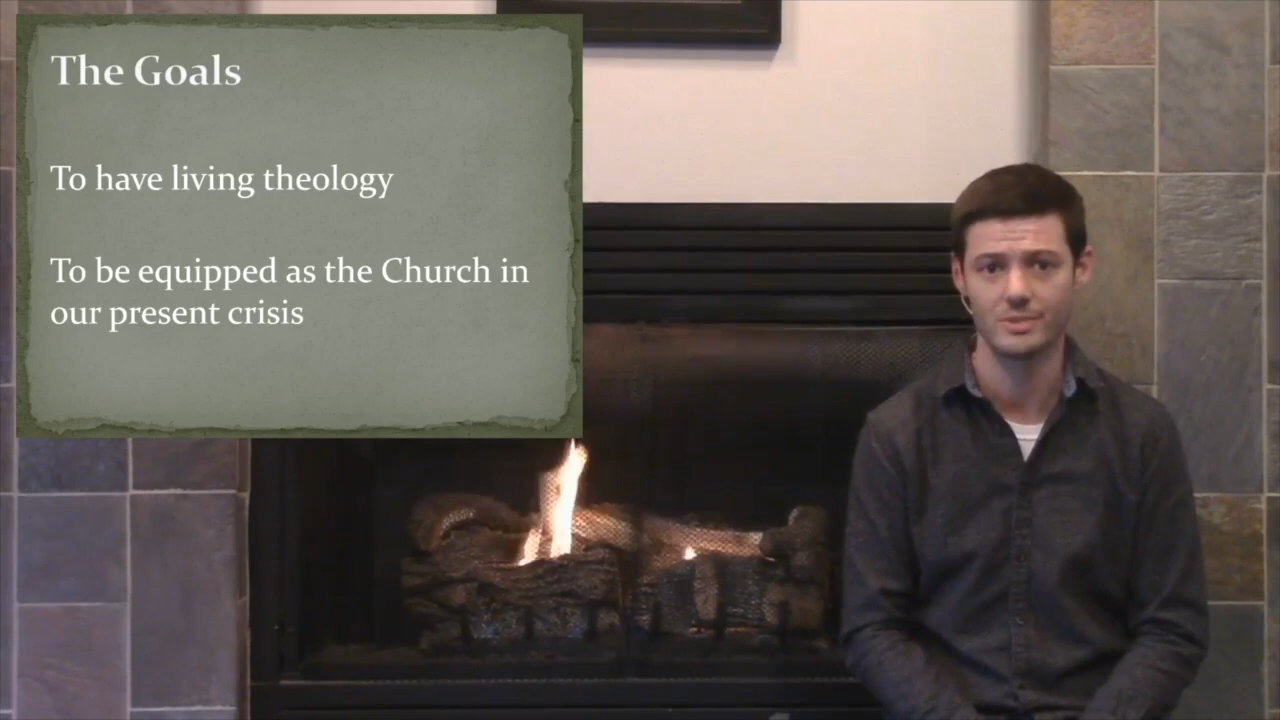 The Goals
To have living theology
To be equipped as the Church in
our present crisis